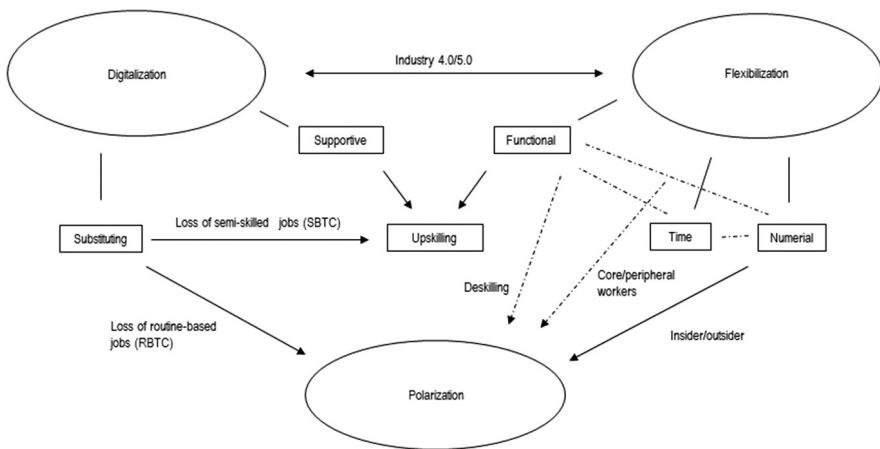 Industry 4.0/5.0
Digitalization
Flexibilization
Supportive
Functional
Loss of semi-skilled jobs (SBTC)
Substituting
Upskilling
Time
Numerial
Deskilling
Core/peripheral
workers
Loss of routine-based
jobs (RBTC)
Insider/outsider
Polarization